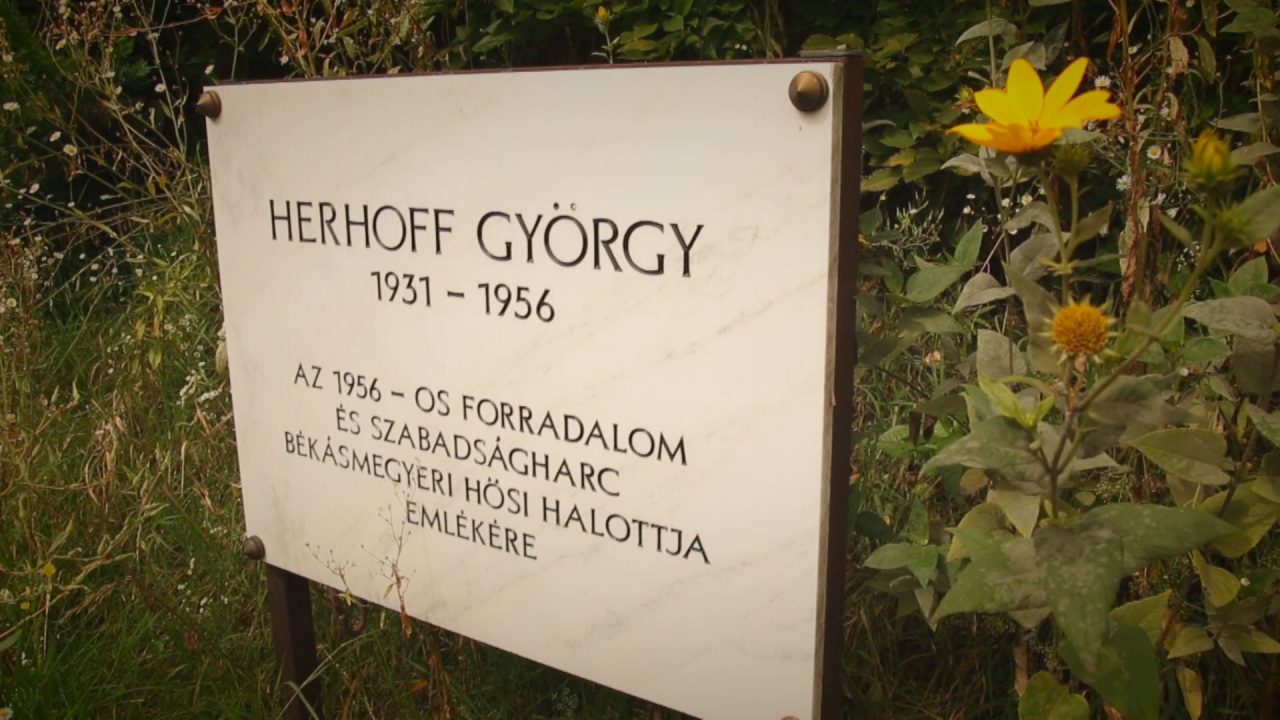 HERHOFF GYÖRGY
1931 – 1956
AZ 1956 – OS FORRADALOM
ÉS SZABADSÁGHARC
BÉKÁSMEGYERI HŐSI HALOTTJA
EMLÉKÉRE